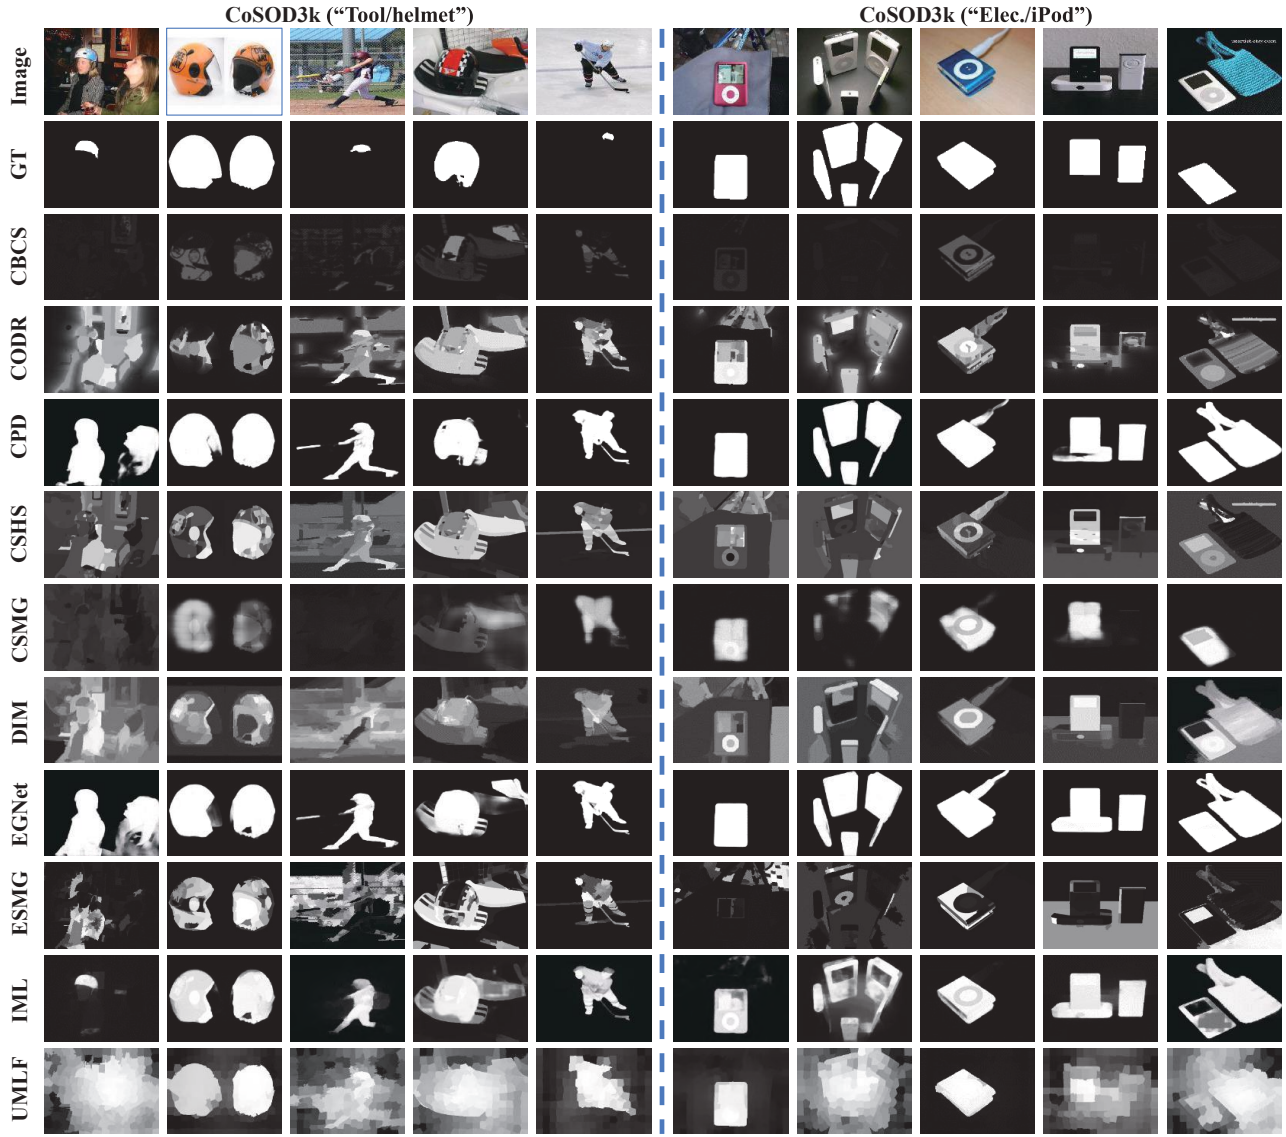 CoSOD3k (“Tool/helmet”)
CoSOD3k (“Elec./iPod”)
Image
GT
CBCS
CODR
CPD
CSHS
CSMG
DIM
EGNet
ESMG
IML
UMLF